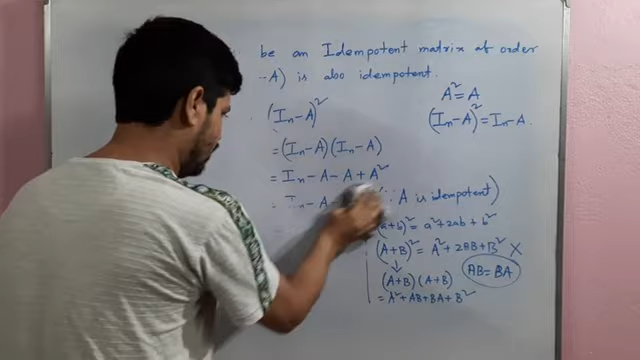 be an Idempotent matrix of order
-A) is also idempotent.
A² = A
(Iₙ-A)² = Iₙ-A.
(Iₙ-A)²
= (Iₙ-A) (Iₙ-A)
= Iₙ - A - A + A²
= Iₙ - A
∵ A is idempotent)
(a+b)² = a² + 2ab + b²
(A+B)² = A² + 2AB + B² ×
↓
(A+B) (A+B)
= A² + AB + BA + B²
AB = BA